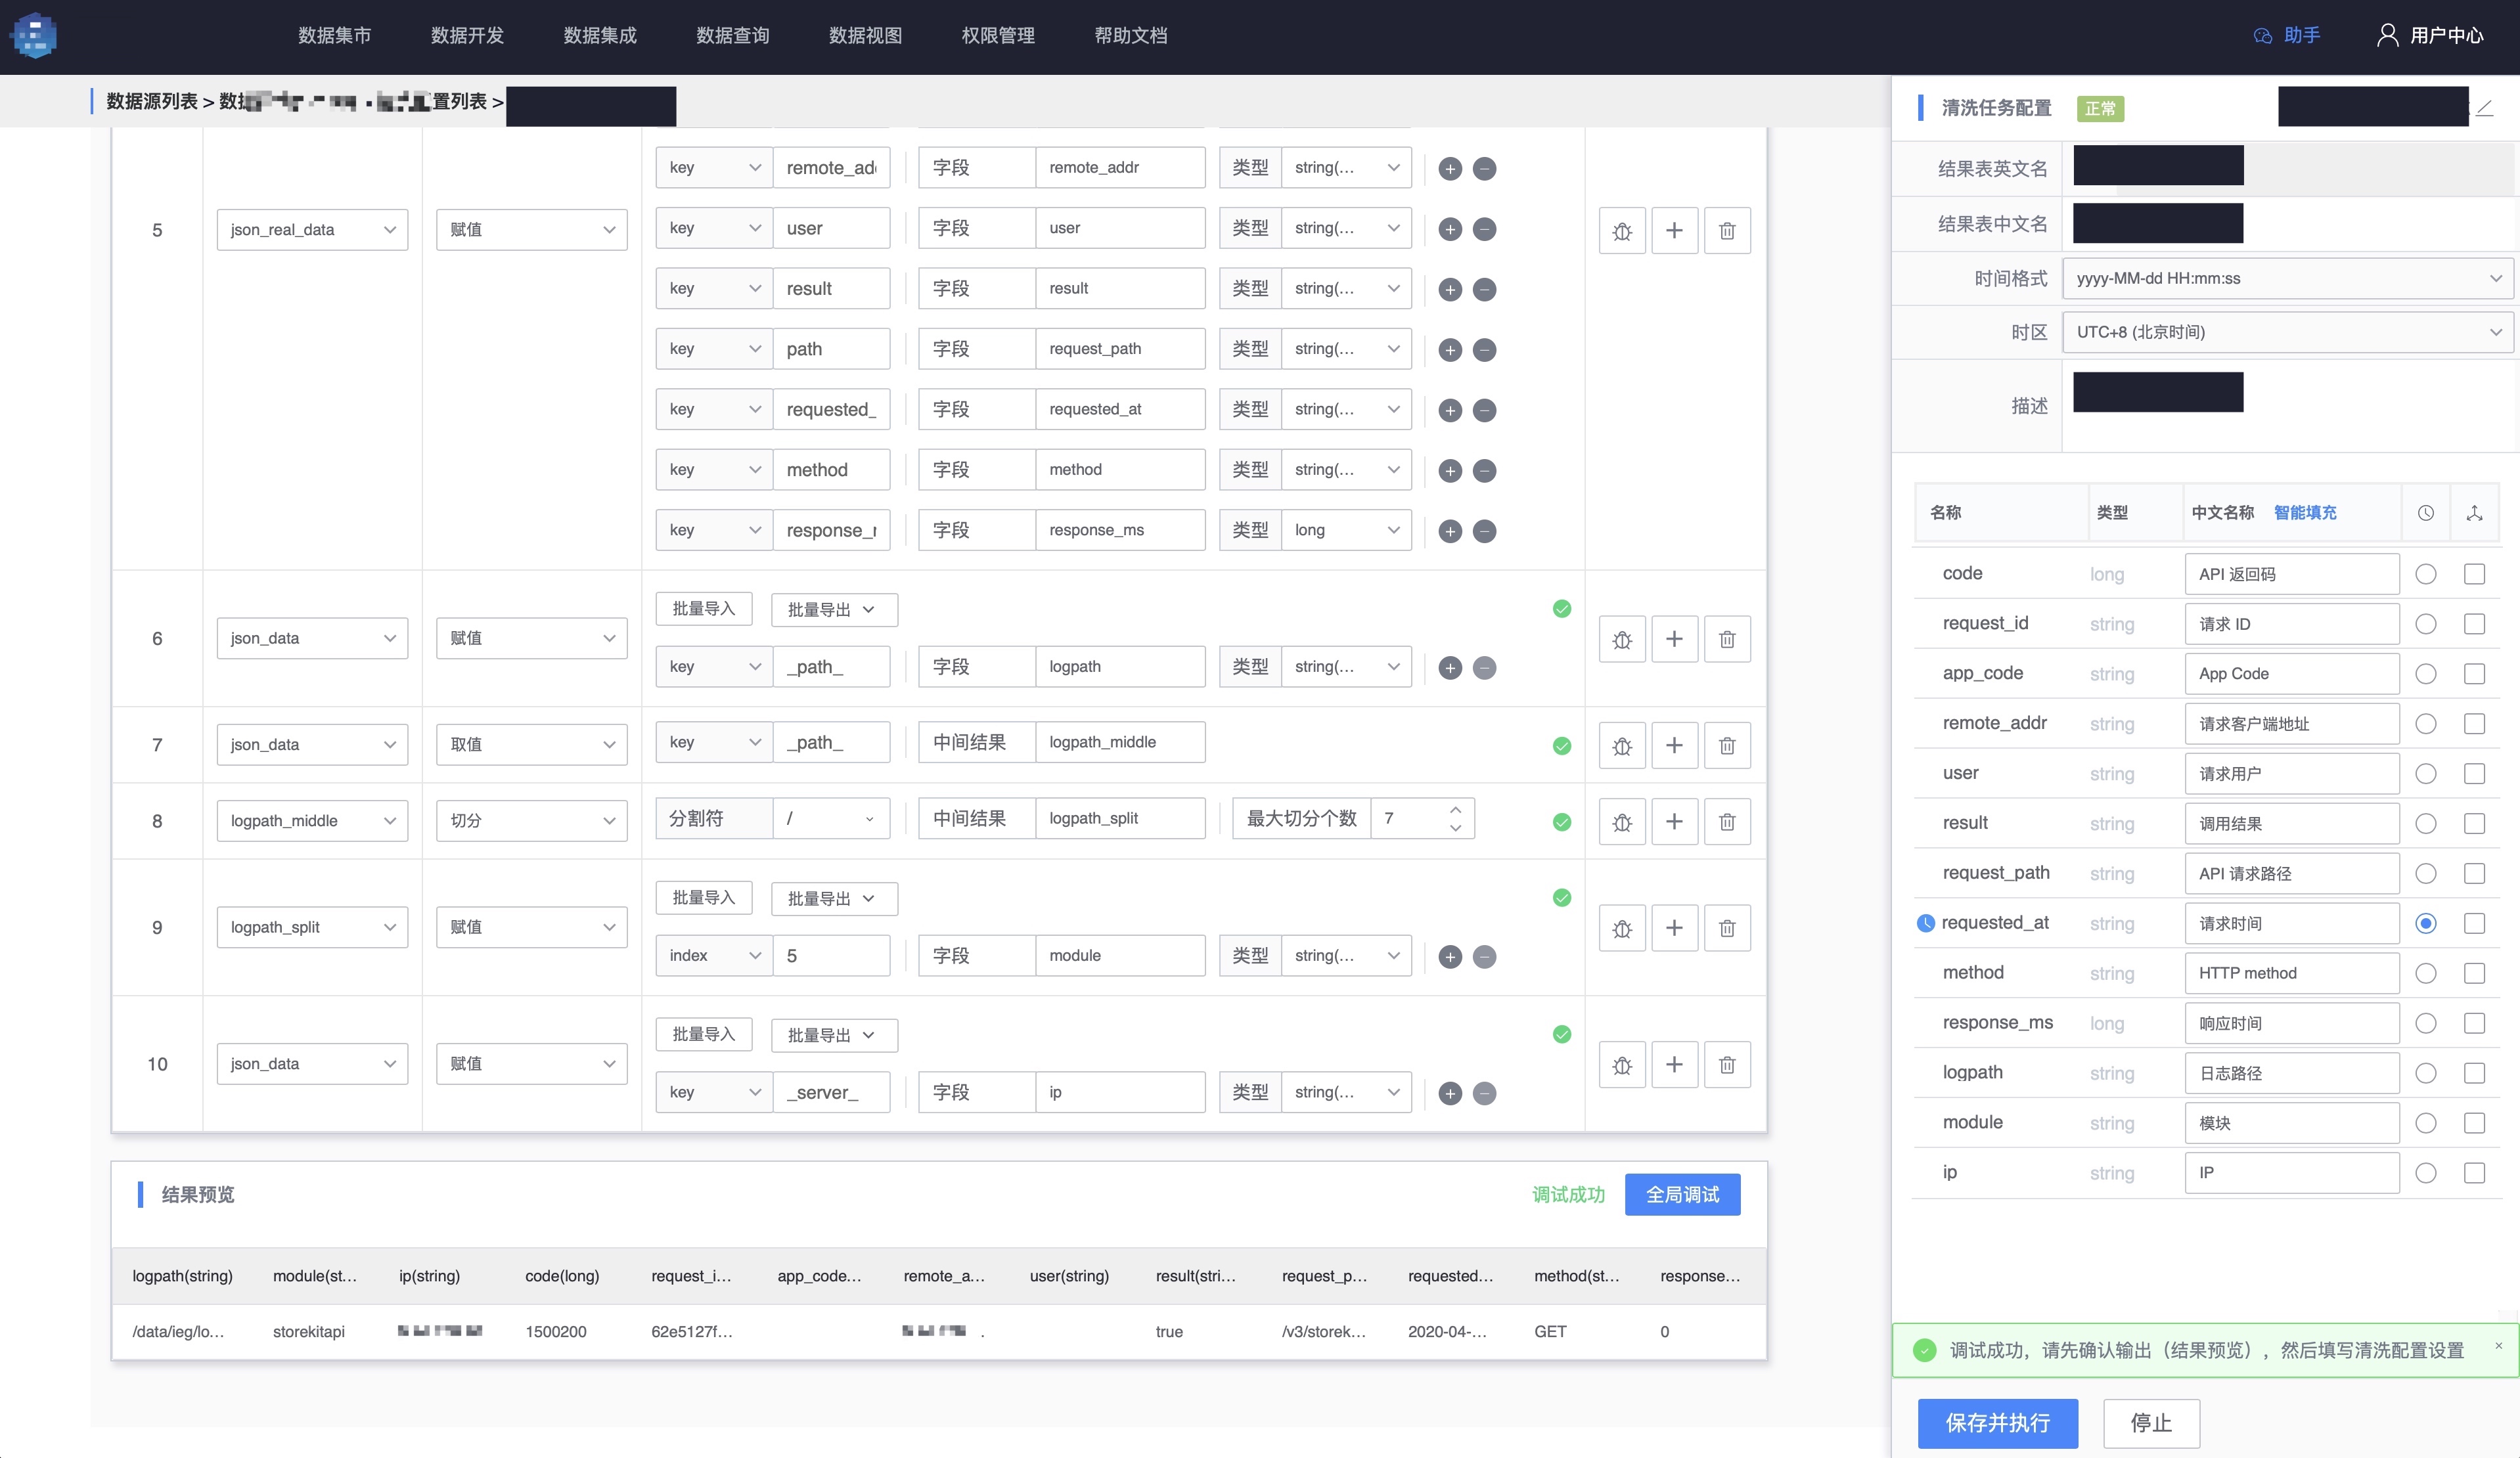 数据集市 数据开发 数据集成 数据查询 数据视图 权限管理 帮助文档 助手 用户中心
数据源列表 > 数据 置列表 >
key remote_add 字段 remote_addr 类型 string(...
5 json_real_data 赋值 key user 字段 user 类型 string(...
key result 字段 result 类型 string(...
key path 字段 request_path 类型 string(...
key requested_ 字段 requested_at 类型 string(...
key method 字段 method 类型 string(...
key response_r 字段 response_ms 类型 long
批量导入 批量导出
6 json_data 赋值
key _path_ 字段 logpath 类型 string(...
7 json_data 取值 key _path_ 中间结果 logpath_middle
8 logpath_middle 切分 分割符 / 中间结果 logpath_split 最大切分个数 7
批量导入 批量导出
9 logpath_split 赋值
index 5 字段 module 类型 string(...
批量导入 批量导出
10 json_data 赋值
key _server_ 字段 ip 类型 string(...
结果预览 调试成功 全局调试
logpath(string) module(st... ip(string) code(long) request_i... app_code... remote_a... user(string) result(stri... request_p... requested... method(st... response...
/data/ieg/lo... storekitapi 1500200 62e5127f... true /v3/storek... 2020-04-... GET 0
清洗任务配置 正常
结果表英文名
结果表中文名
时间格式 yyyy-MM-dd HH:mm:ss
时区 UTC+8 (北京时间)
描述
名称 类型 中文名称 智能填充
code long API 返回码
request_id string 请求 ID
app_code string App Code
remote_addr string 请求客户端地址
user string 请求用户
result string 调用结果
request_path string API 请求路径
requested_at string 请求时间
method string HTTP method
response_ms long 响应时间
logpath string 日志路径
module string 模块
ip string IP
调试成功，请先确认输出（结果预览），然后填写清洗配置设置 ×
保存并执行 停止